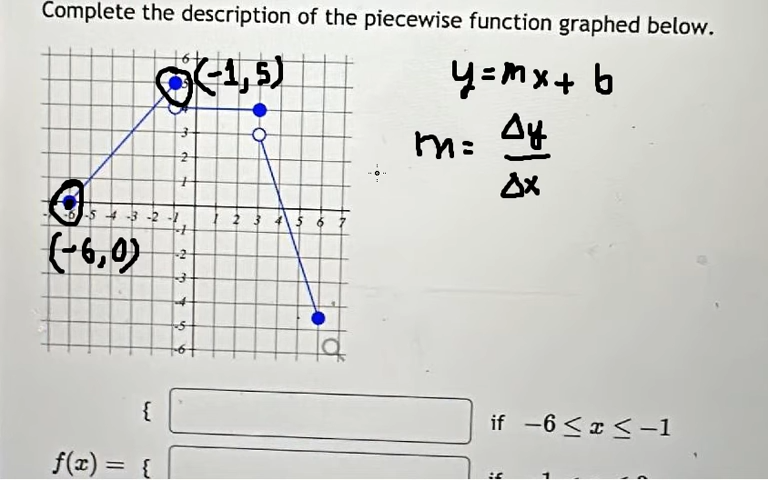 Complete the description of the piecewise function graphed below.
(-1,5)
y=mx+b
m= Δy
Δx
6
3
2
1
-5 -4 -3 -2 -1 1 2 3 4 5 6 7
(-6,0)
-1
-2
-3
-4
-5
-6
{ if −6 ≤ x ≤ −1
f(x) = {